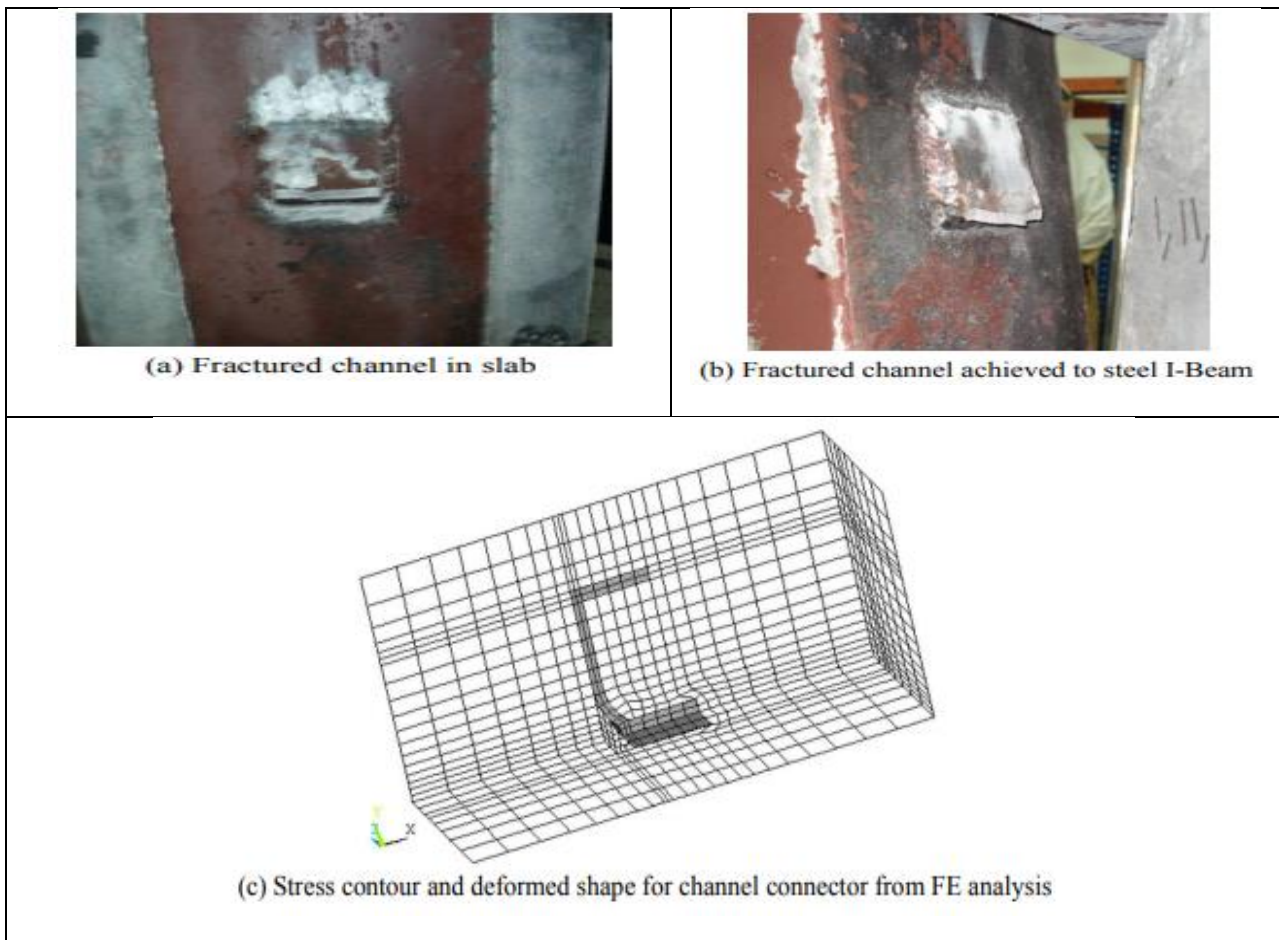 (a) Fractured channel in slab
(b) Fractured channel achieved to steel I-Beam
X
(c) Stress contour and deformed shape for channel connector from FE analysis